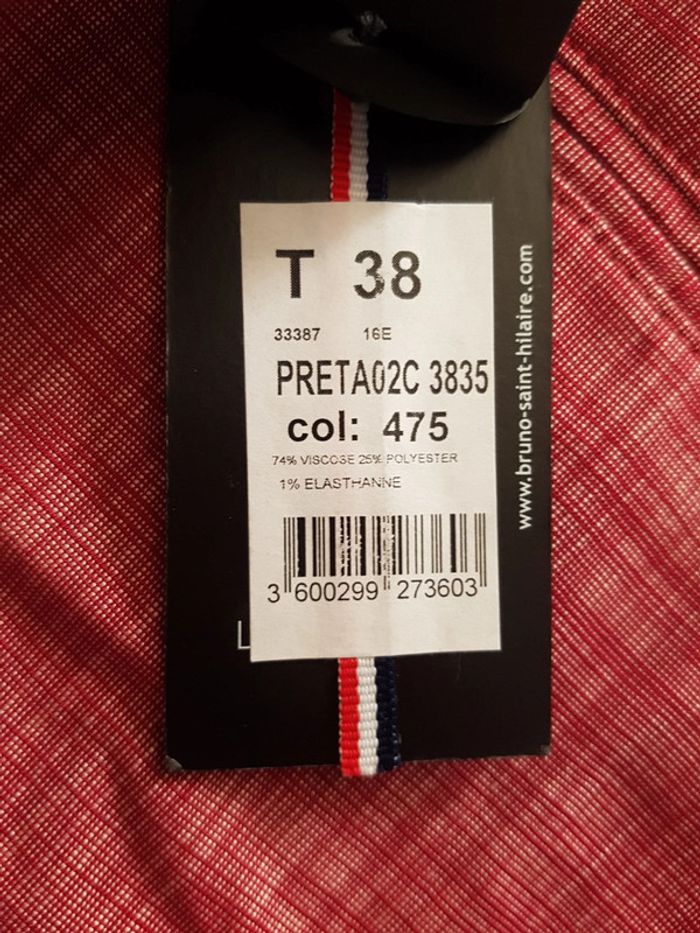 T 38
33387 16E
PRETA02C 3835
col: 475
74% VISCOSE 25% POLYESTER
1% ELASTHANNE
3 600299 273603
L
www.bruno-saint-hilaire.com